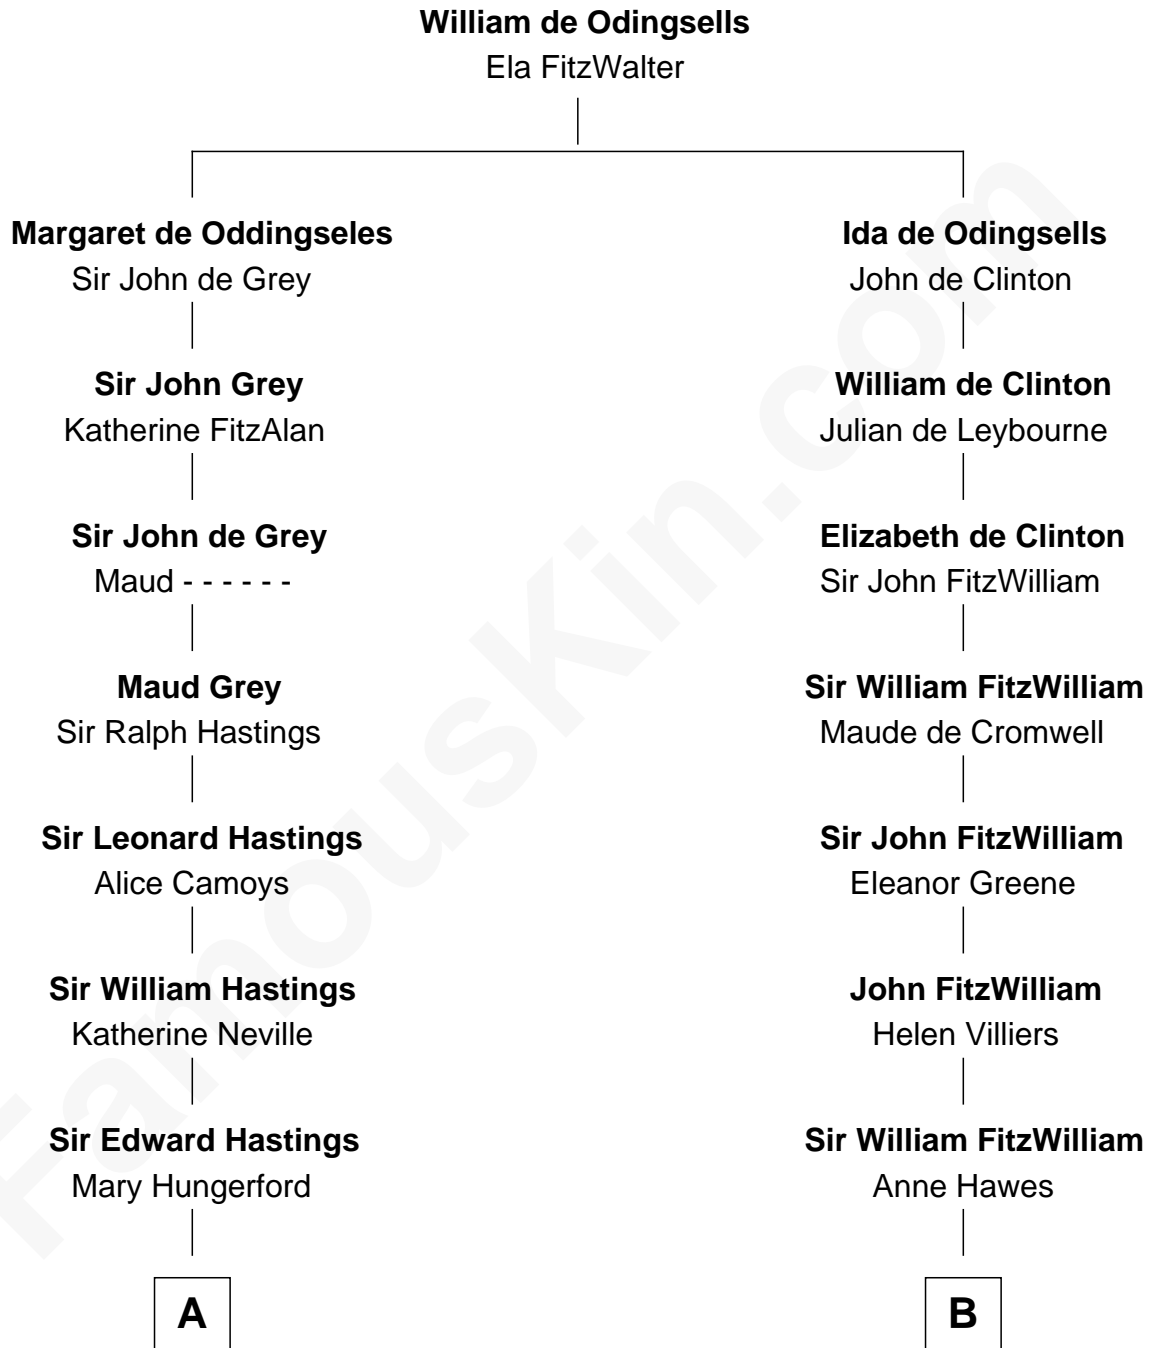 William de Odingsells
Ela FitzWalter
Margaret de Oddingseles
Sir John de Grey
Ida de Odingsells
John de Clinton
Sir John Grey
Katherine FitzAlan
William de Clinton
Julian de Leybourne
Sir John de Grey
Maud - - - - - -
Elizabeth de Clinton
Sir John FitzWilliam
Maud Grey
Sir Ralph Hastings
Sir William FitzWilliam
Maude de Cromwell
Sir Leonard Hastings
Alice Camoys
Sir John FitzWilliam
Eleanor Greene
Sir William Hastings
Katherine Neville
John FitzWilliam
Helen Villiers
Sir Edward Hastings
Mary Hungerford
Sir William FitzWilliam
Anne Hawes
A
B
FamousKin.com